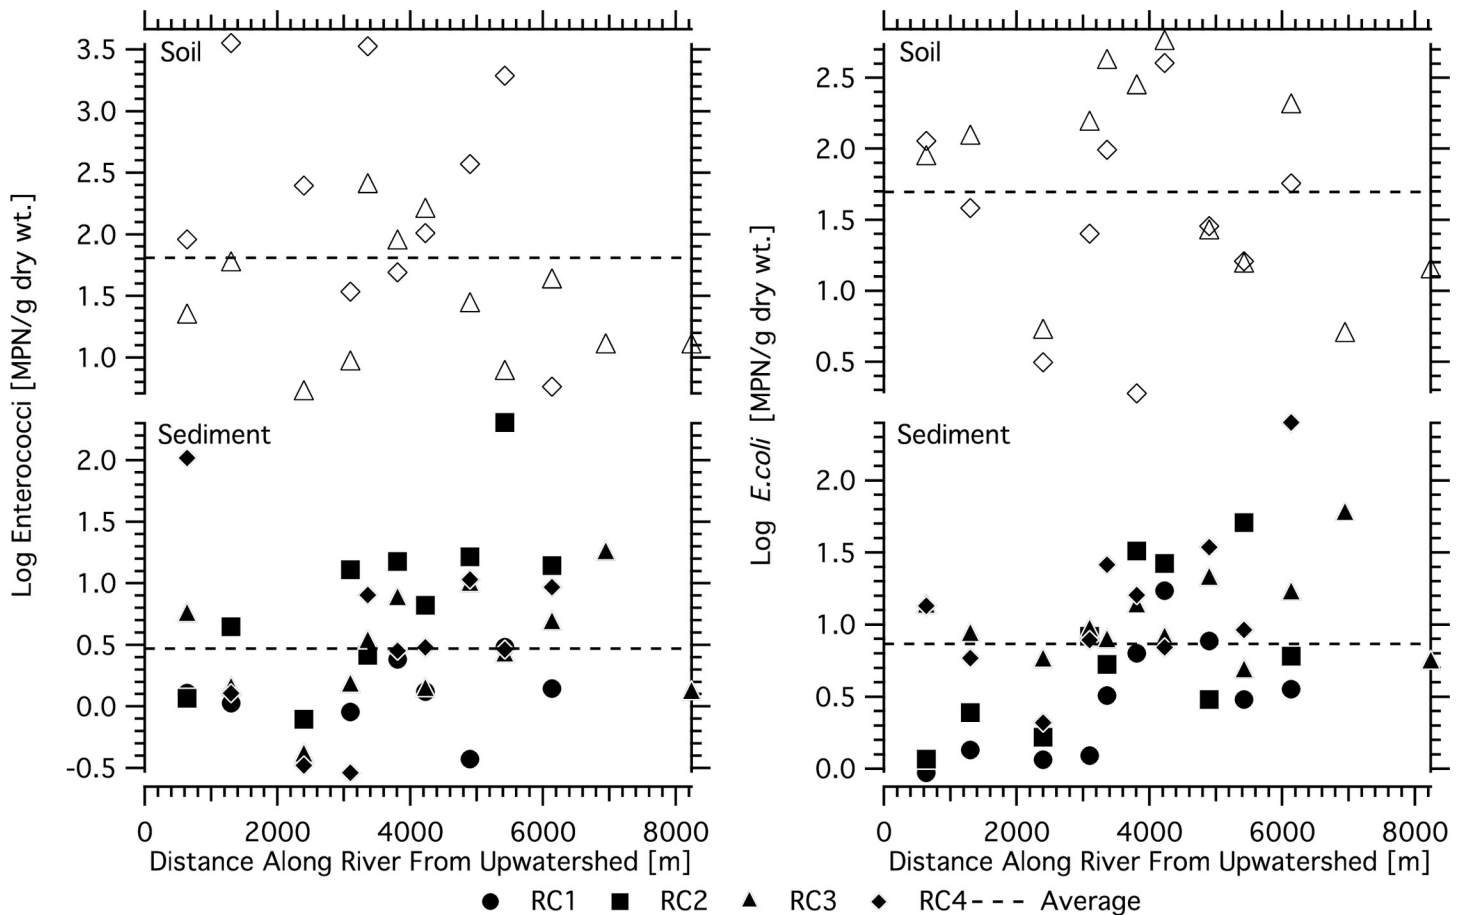 Soil
3.5
3.0
2.5
2.0
1.5
1.0
Sediment
2.0
1.5
1.0
0.5
0.0
-0.5
Log Enterococci [MPN/g dry wt.]
0 2000 4000 6000 8000
Distance Along River From Upwatershed [m]
Soil
2.5
2.0
1.5
1.0
0.5
Sediment
2.0
1.5
1.0
0.5
0.0
Log E.coli [MPN/g dry wt.]
0 2000 4000 6000 8000
Distance Along River From Upwatershed [m]
RC1 RC2 RC3 RC4 Average